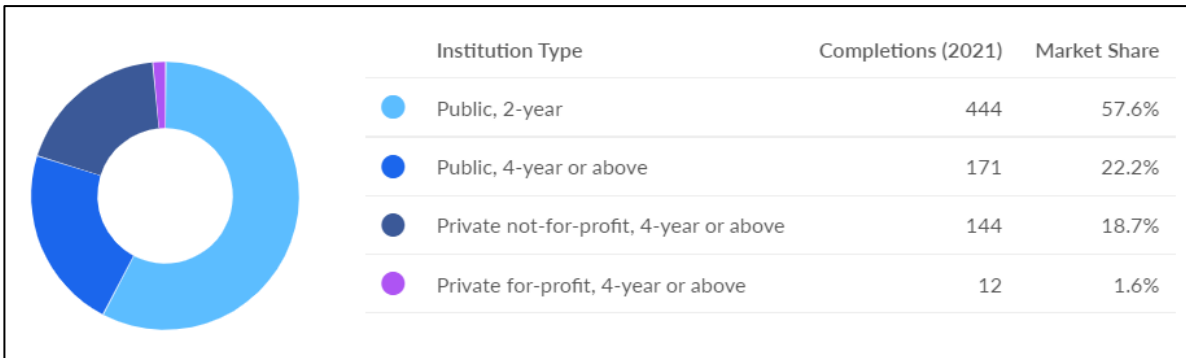 Institution Type Completions (2021) Market Share
Public, 2-year 444 57.6%
Public, 4-year or above 171 22.2%
Private not-for-profit, 4-year or above 144 18.7%
Private for-profit, 4-year or above 12 1.6%